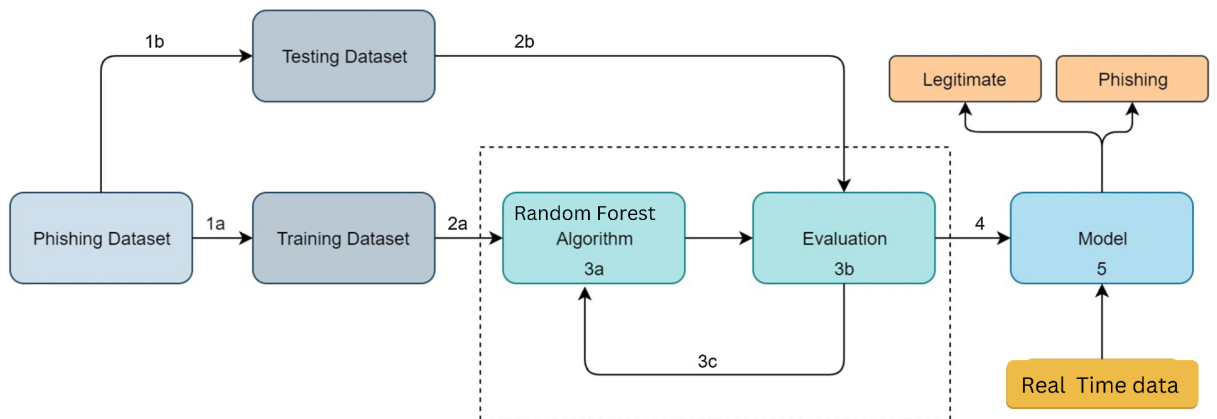 1b
Testing Dataset
2b
Legitimate
Phishing
Phishing Dataset
1a
Training Dataset
2a
Random Forest
Algorithm
3a
Evaluation
3b
4
Model
5
3c
Real Time data